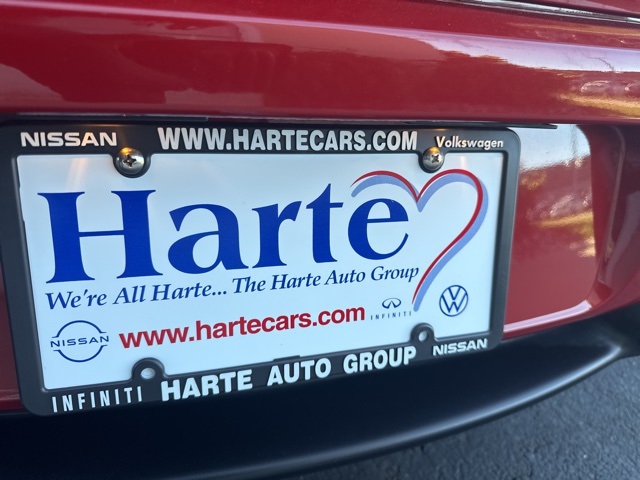 NISSAN WWW.HARTECARS.COM Volkswagen
Harte
We're All Harte... The Harte Auto Group
NISSAN www.hartecars.com INFINITI
INFINITI HARTE AUTO GROUP NISSAN